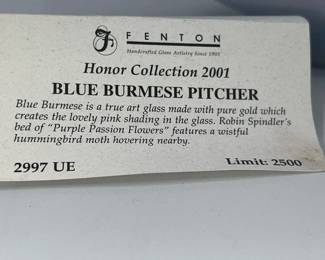 FENTON
Handcrafted Glass Artistry Since 1905
Honor Collection 2001
BLUE BURMESE PITCHER
Blue Burmese is a true art glass made with pure gold which
creates the lovely pink shading in the glass. Robin Spindler's
bed of "Purple Passion Flowers" features a wistful
hummingbird moth hovering nearby.
2997 UE Limit: 2500